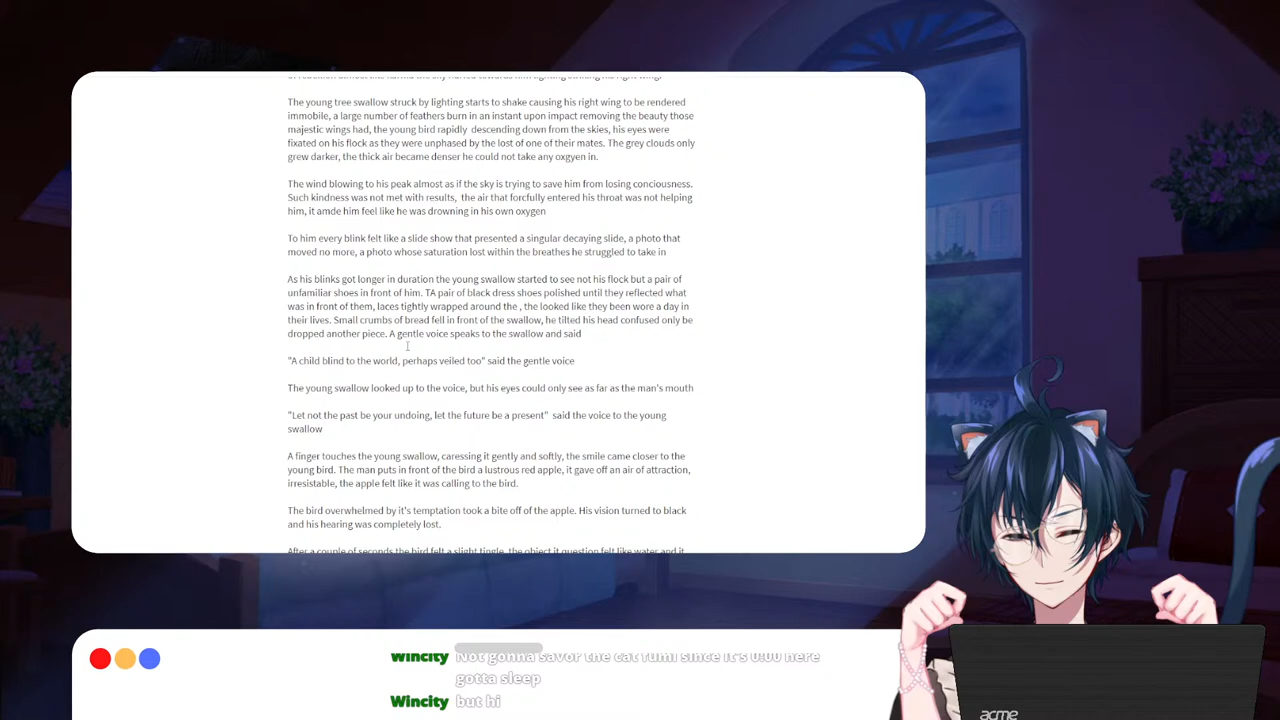 The young tree swallow struck by lighting starts to shake causing his right wing to be rendered
immobile, a large number of feathers burn in an instant upon impact removing the beauty those
majestic wings had, the young bird rapidly  descending down from the skies, his eyes were
fixated on his flock as they were unphased by the lost of one of their mates. The grey clouds only
grew darker, the thick air became denser he could not take any oxgyen in.
The wind blowing to his peak almost as if the sky is trying to save him from losing conciousness.
Such kindness was not met with results,  the air that forcfully entered his throat was not helping
him, it amde him feel like he was drowning in his own oxygen
To him every blink felt like a slide show that presented a singular decaying slide, a photo that
moved no more, a photo whose saturation lost within the breathes he struggled to take in
As his blinks got longer in duration the young swallow started to see not his flock but a pair of
unfamiliar shoes in front of him. TA pair of black dress shoes polished until they reflected what
was in front of them, laces tightly wrapped around the , the looked like they been wore a day in
their lives. Small crumbs of bread fell in front of the swallow, he tilted his head confused only be
dropped another piece. A gentle voice speaks to the swallow and said
"A child blind to the world, perhaps veiled too" said the gentle voice
The young swallow looked up to the voice, but his eyes could only see as far as the man's mouth
"Let not the past be your undoing, let the future be a present"  said the voice to the young
swallow
A finger touches the young swallow, caressing it gently and softly, the smile came closer to the
young bird. The man puts in front of the bird a lustrous red apple, it gave off an air of attraction,
irresistable, the apple felt like it was calling to the bird.
The bird overwhelmed by it's temptation took a bite off of the apple. His vision turned to black
and his hearing was completely lost.
After a couple of seconds the bird felt a slight tingle, the object it question felt like water and it
Wincity Not gonna savor the cat fumi since it's 0:00 here
gotta sleep
Wincity but hi
acme